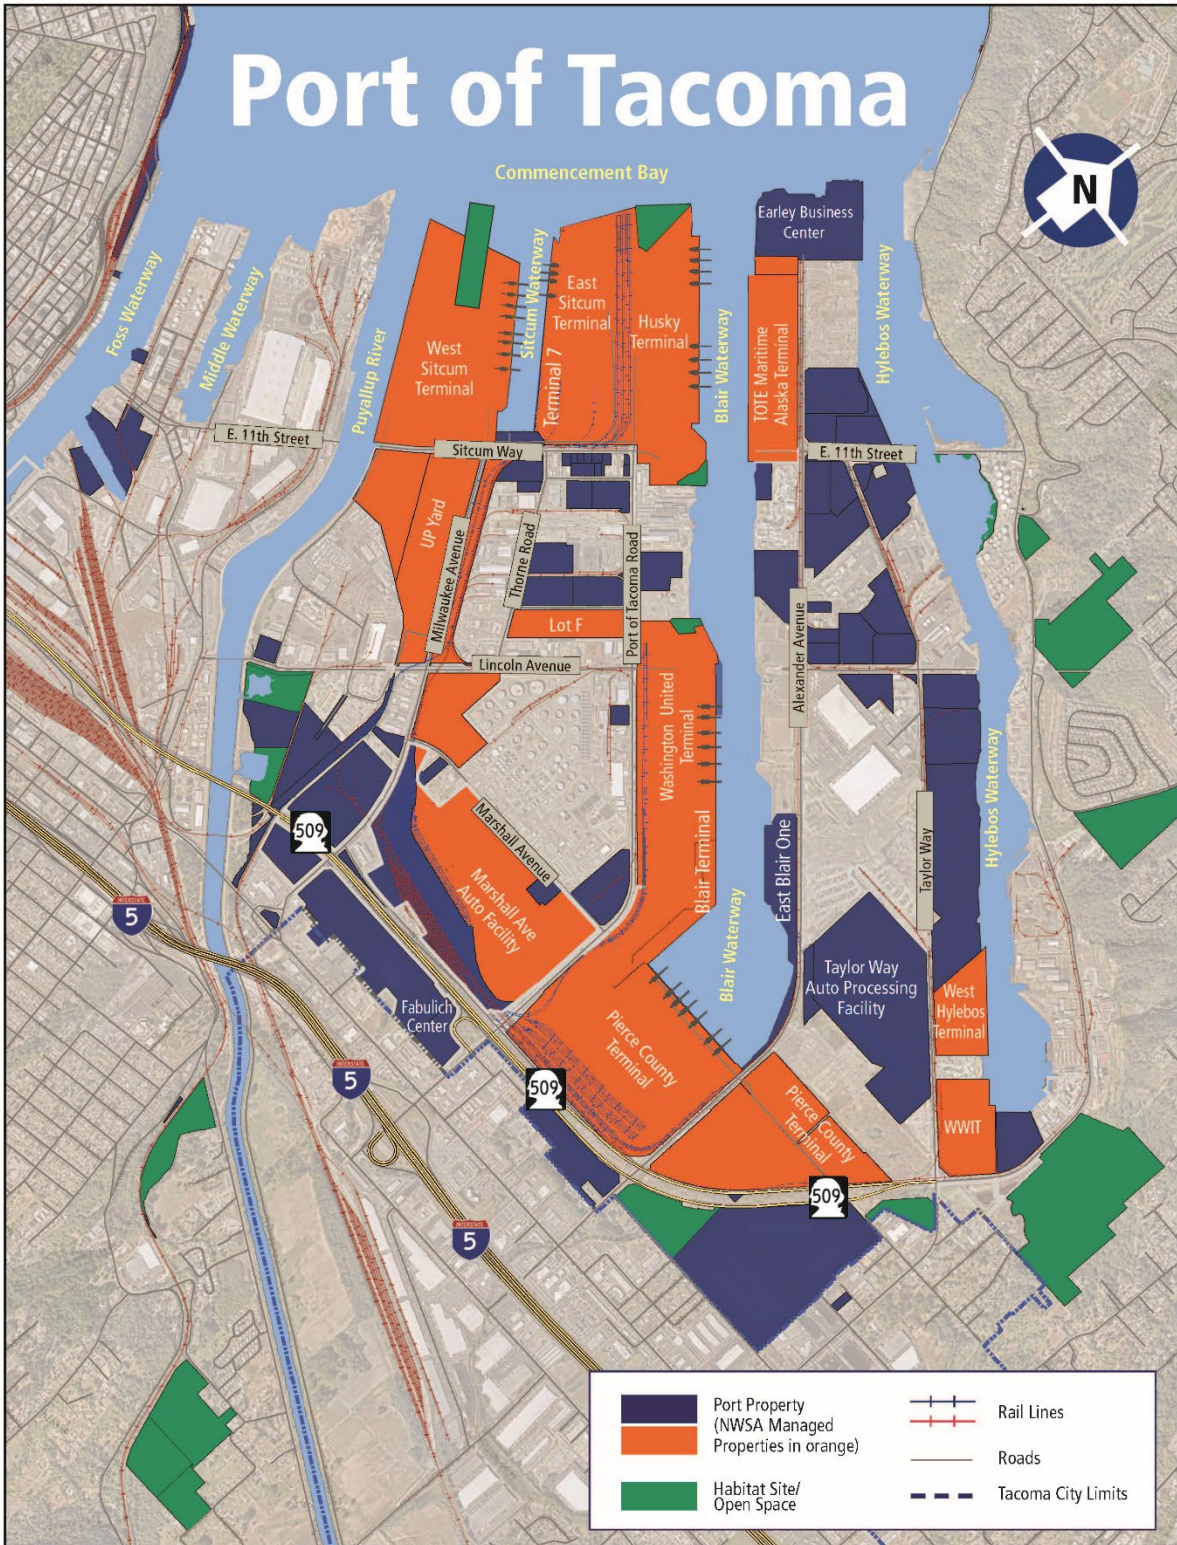 Port of Tacoma
Commencement Bay
N
Earley Business
Center
Foss Waterway
Middle Waterway
Puyallup River
West
Sitcum
Terminal
Sitcum Waterway
East
Sitcum
Terminal
Terminal 7
Husky
Terminal
Blair Waterway
TOTE Maritime
Alaska Terminal
Hylebos Waterway
E. 11th Street
Sitcum Way
E. 11th Street
UP Yard
Milwaukee Avenue
Thorne Road
Port of Tacoma Road
Lot F
Lincoln Avenue
Alexander Avenue
Washington United
Terminal
Marshall Avenue
Blair Terminal
East Blair One
Taylor Way
Hylebos Waterway
509
INTERSTATE
5
Marshall Ave
Auto Facility
Blair Waterway
Taylor Way
Auto Processing
Facility
West
Hylebos
Terminal
Fabulich
Center
Pierce County
Terminal
INTERSTATE
5
509
Pierce County
Terminal
WWIT
509
INTERSTATE
5
Port Property
(NWSA Managed
Properties in orange)
Habitat Site/
Open Space
Rail Lines
Roads
Tacoma City Limits